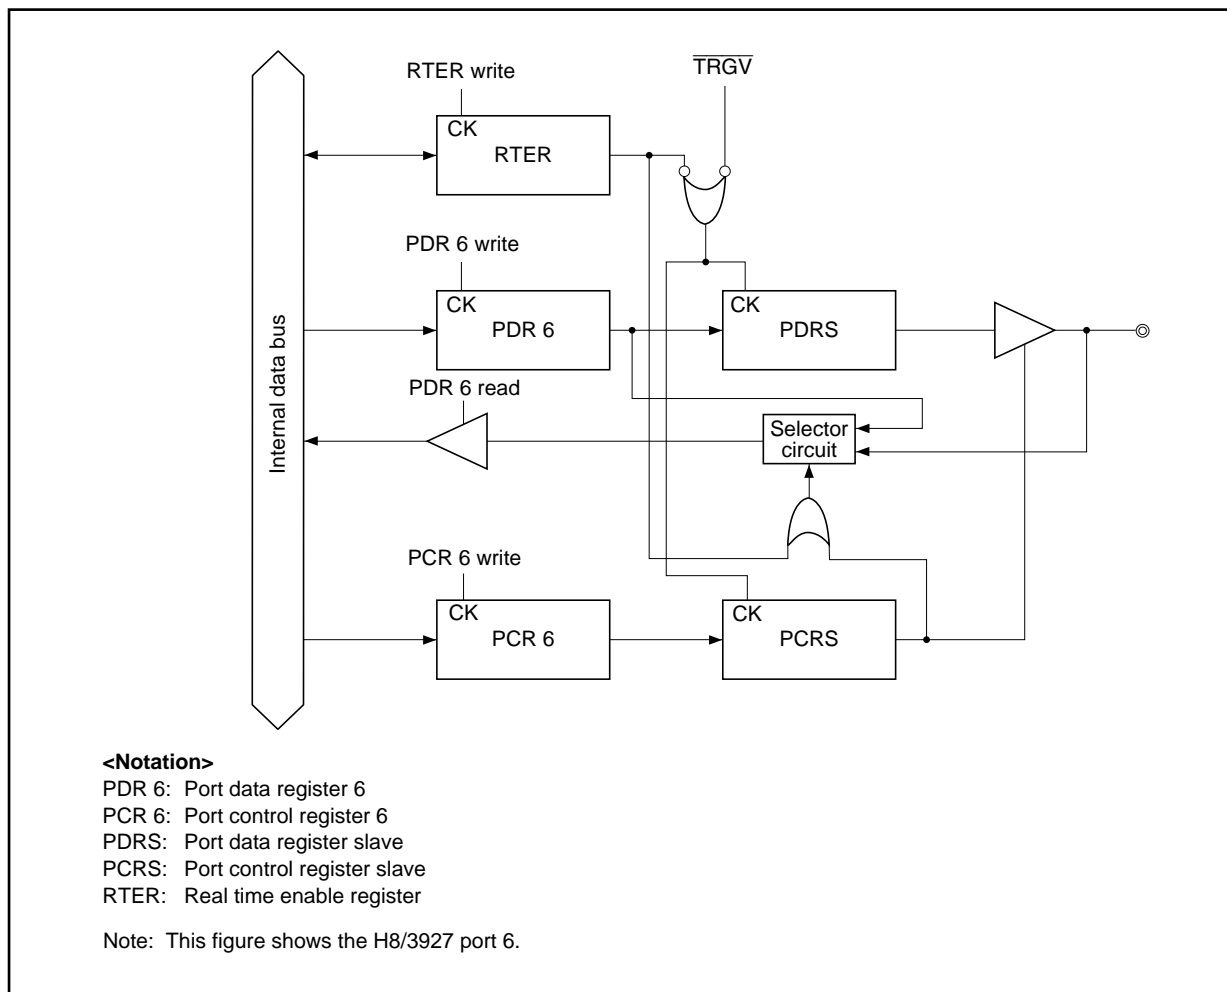 RTER write
TRGV
CK
RTER
PDR 6 write
CK
PDR 6
CK
PDRS
PDR 6 read
Internal data bus
Selector
circuit
PCR 6 write
CK
PCR 6
CK
PCRS
<Notation>
PDR 6: Port data register 6
PCR 6: Port control register 6
PDRS: Port data register slave
PCRS: Port control register slave
RTER: Real time enable register
Note: This figure shows the H8/3927 port 6.